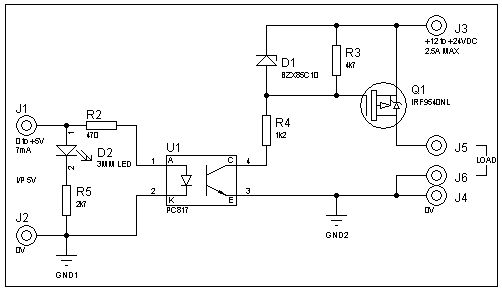 J3
+12 to +24VDC
2.5A MAX
D1
BZX85C10
R3
4K7
Q1
IRF9540NL
J1
0 to +5V
7mA
R2
470
1
D2
3MM LED
2
I/P 5V
R5
2k7
J2
0V
GND1
U1
1
A
C
4
2
K
E
3
PC817
R4
1K2
GND2
J5
LOAD
J6
J4
0V